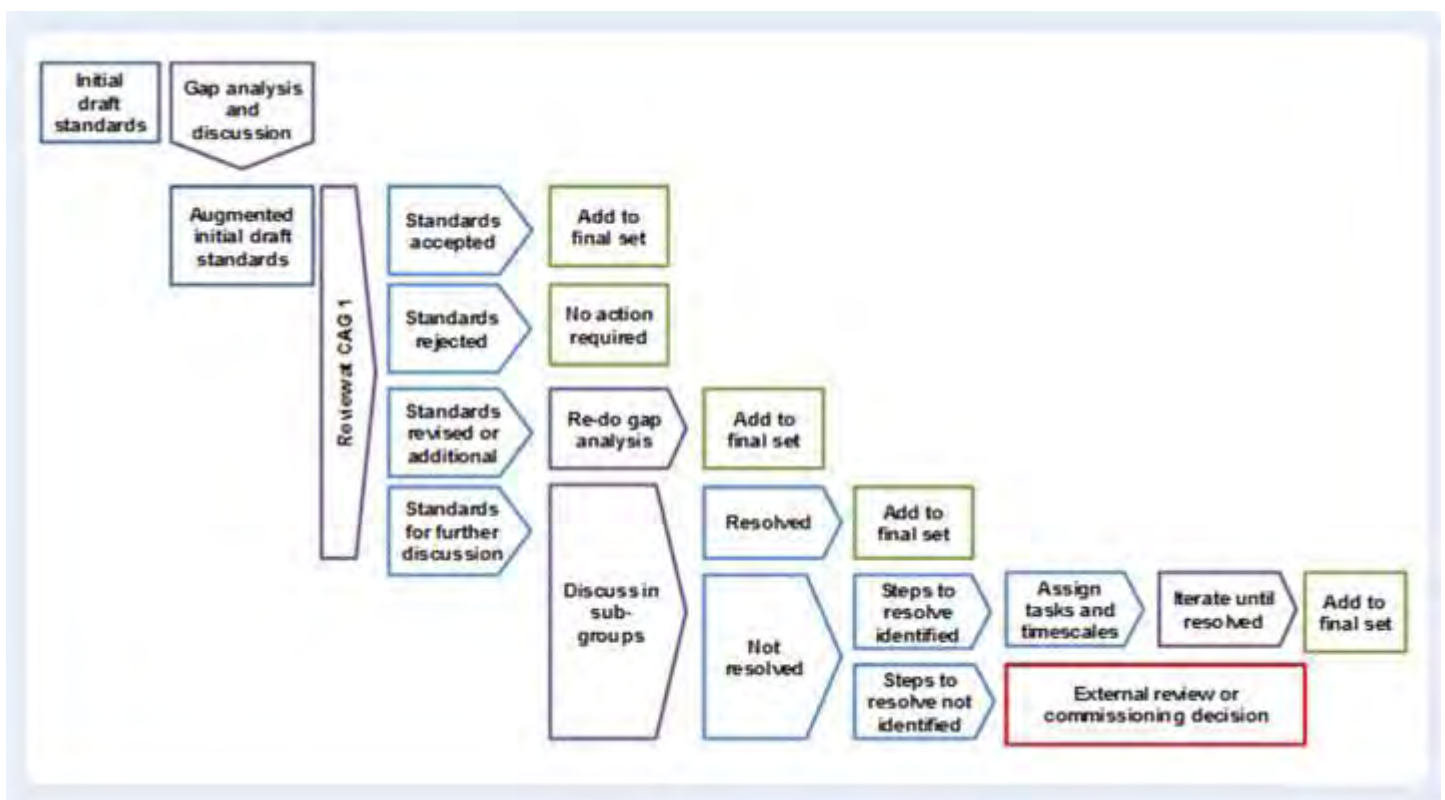 Initial
draft
standards
Gap analysis
and
discussion
Augmented
initial draft
standards
Reviewat CAG 1
Standards
accepted
Add to
final set
Standards
rejected
No action
required
Standards
revised or
additional
Re-do gap
analysis
Add to
final set
Standards
for further
discussion
Discuss in
sub-
groups
Resolved
Add to
final set
Not
resolved
Steps to
resolve
identified
Assign
tasks and
timescales
Iterate until
resolved
Add to
final set
Steps to
resolve not
identified
External review or
commissioning decision